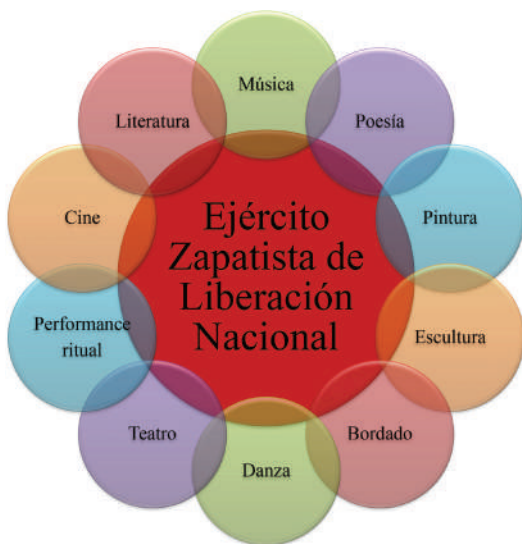 Música
Poesía
Pintura
Escultura
Bordado
Danza
Teatro
Performance
ritual
Cine
Literatura
Ejército
Zapatista de
Liberación
Nacional